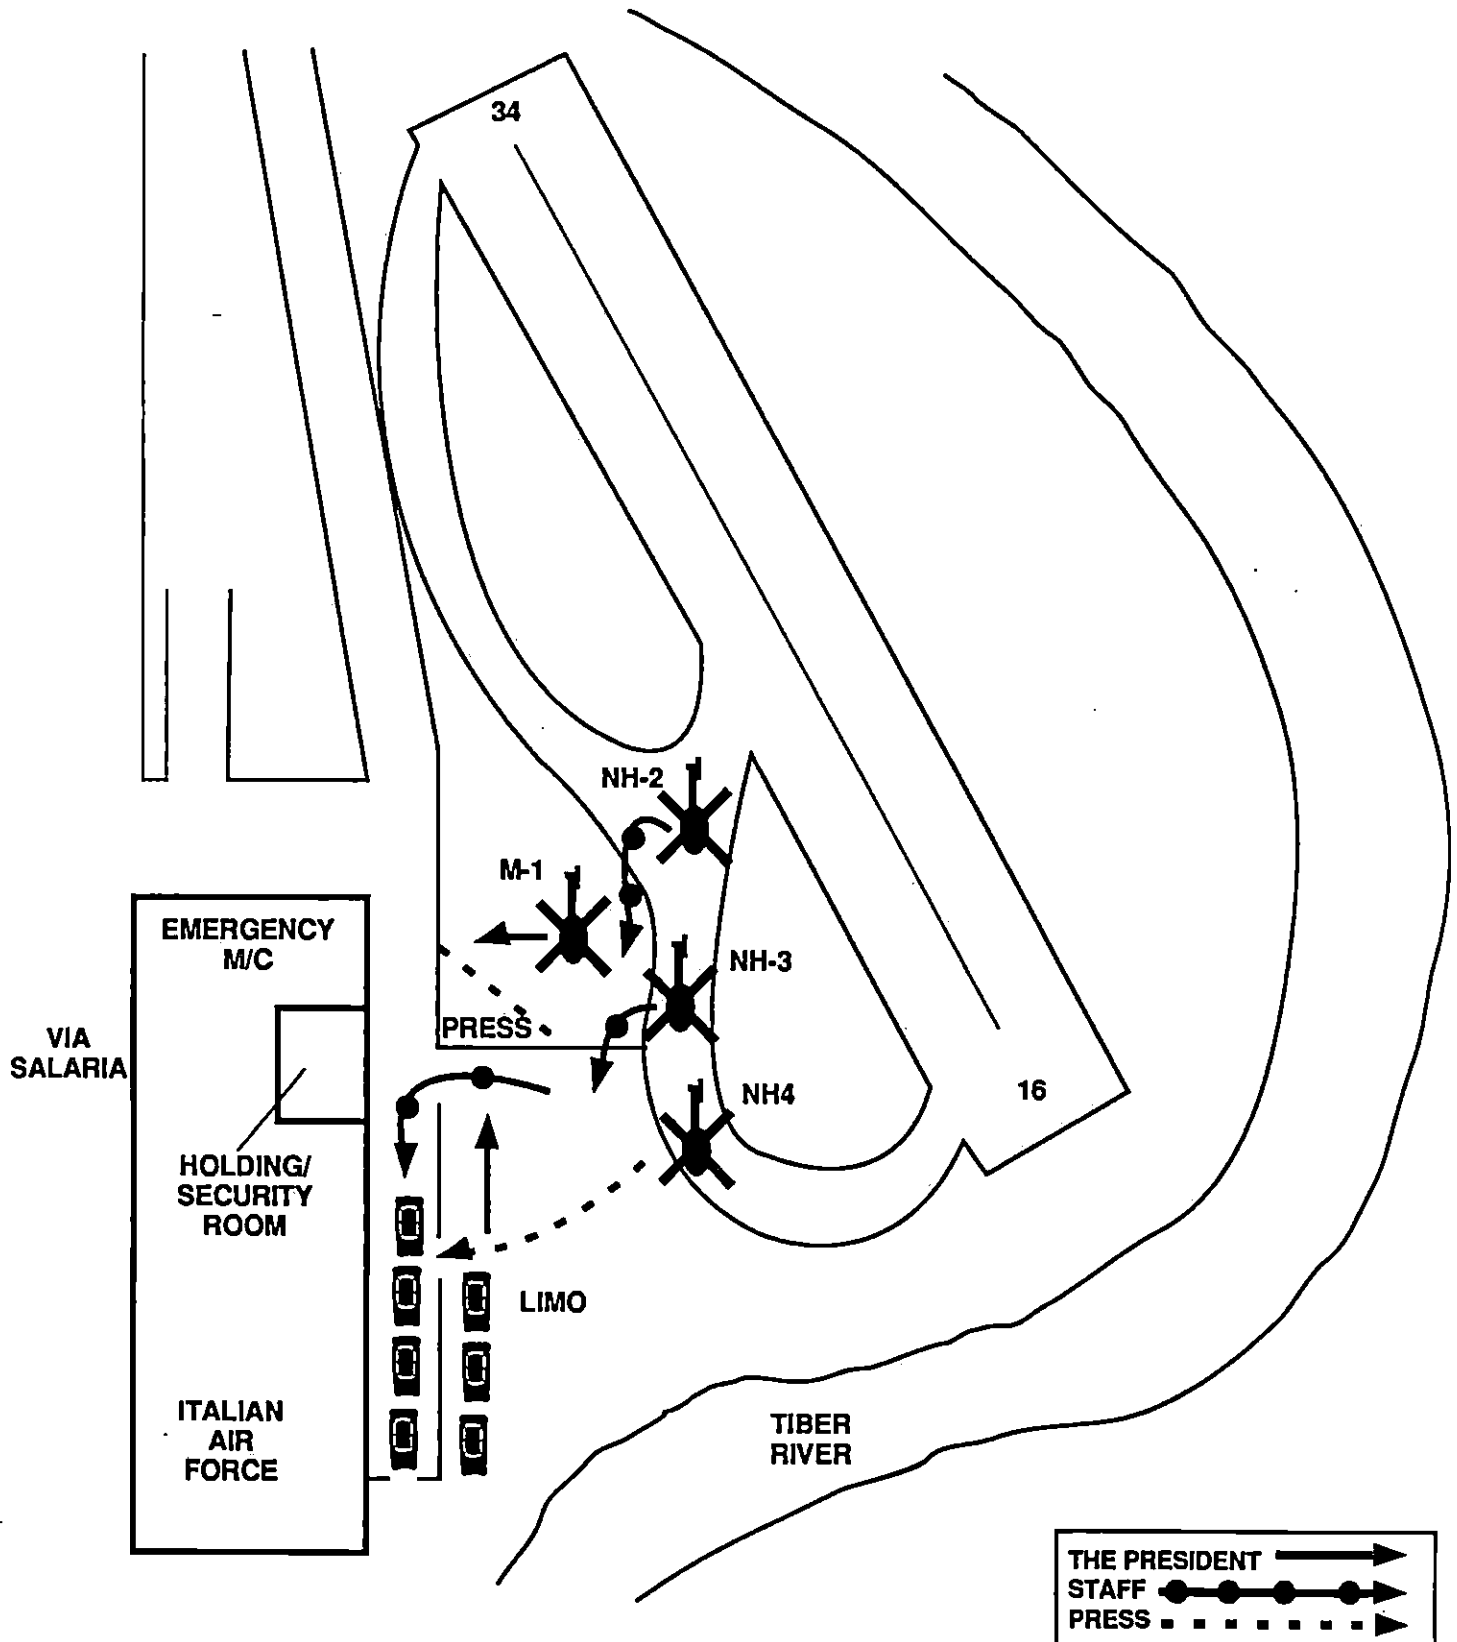 34
NH-2
M-1
EMERGENCY
M/C
NH-3
PRESS
VIA
SALARIA
NH4
16
HOLDING/
SECURITY
ROOM
LIMO
ITALIAN
AIR
FORCE
TIBER
RIVER
THE PRESIDENT
STAFF
PRESS